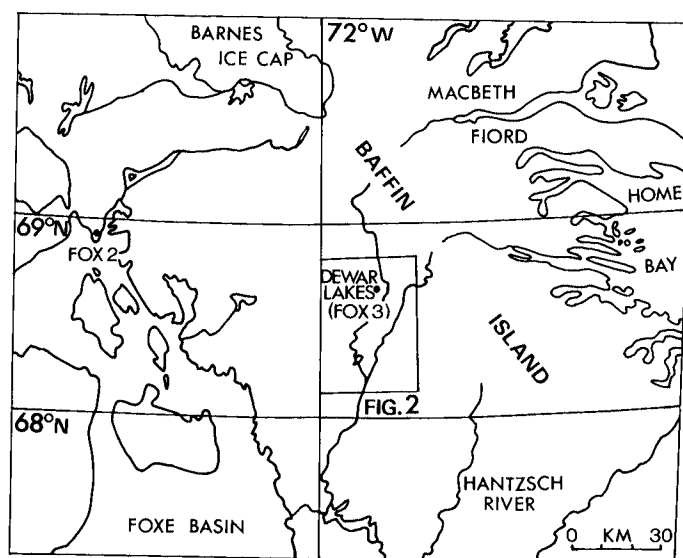 BARNES
ICE CAP
72°W
MACBETH
FIORD
BAFFIN
HOME
69°N
FOX 2
BAY
DEWAR
LAKES
(FOX 3)
ISLAND
FIG. 2
68°N
HANTZSCH
RIVER
FOXE BASIN
0 KM 30